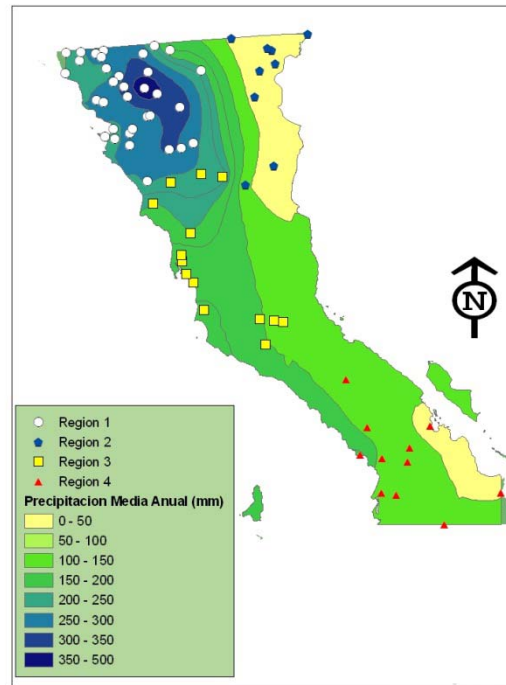 N
Region 1
Region 2
Region 3
Region 4
Precipitacion Media Anual (mm)
0 - 50
50 - 100
100 - 150
150 - 200
200 - 250
250 - 300
300 - 350
350 - 500